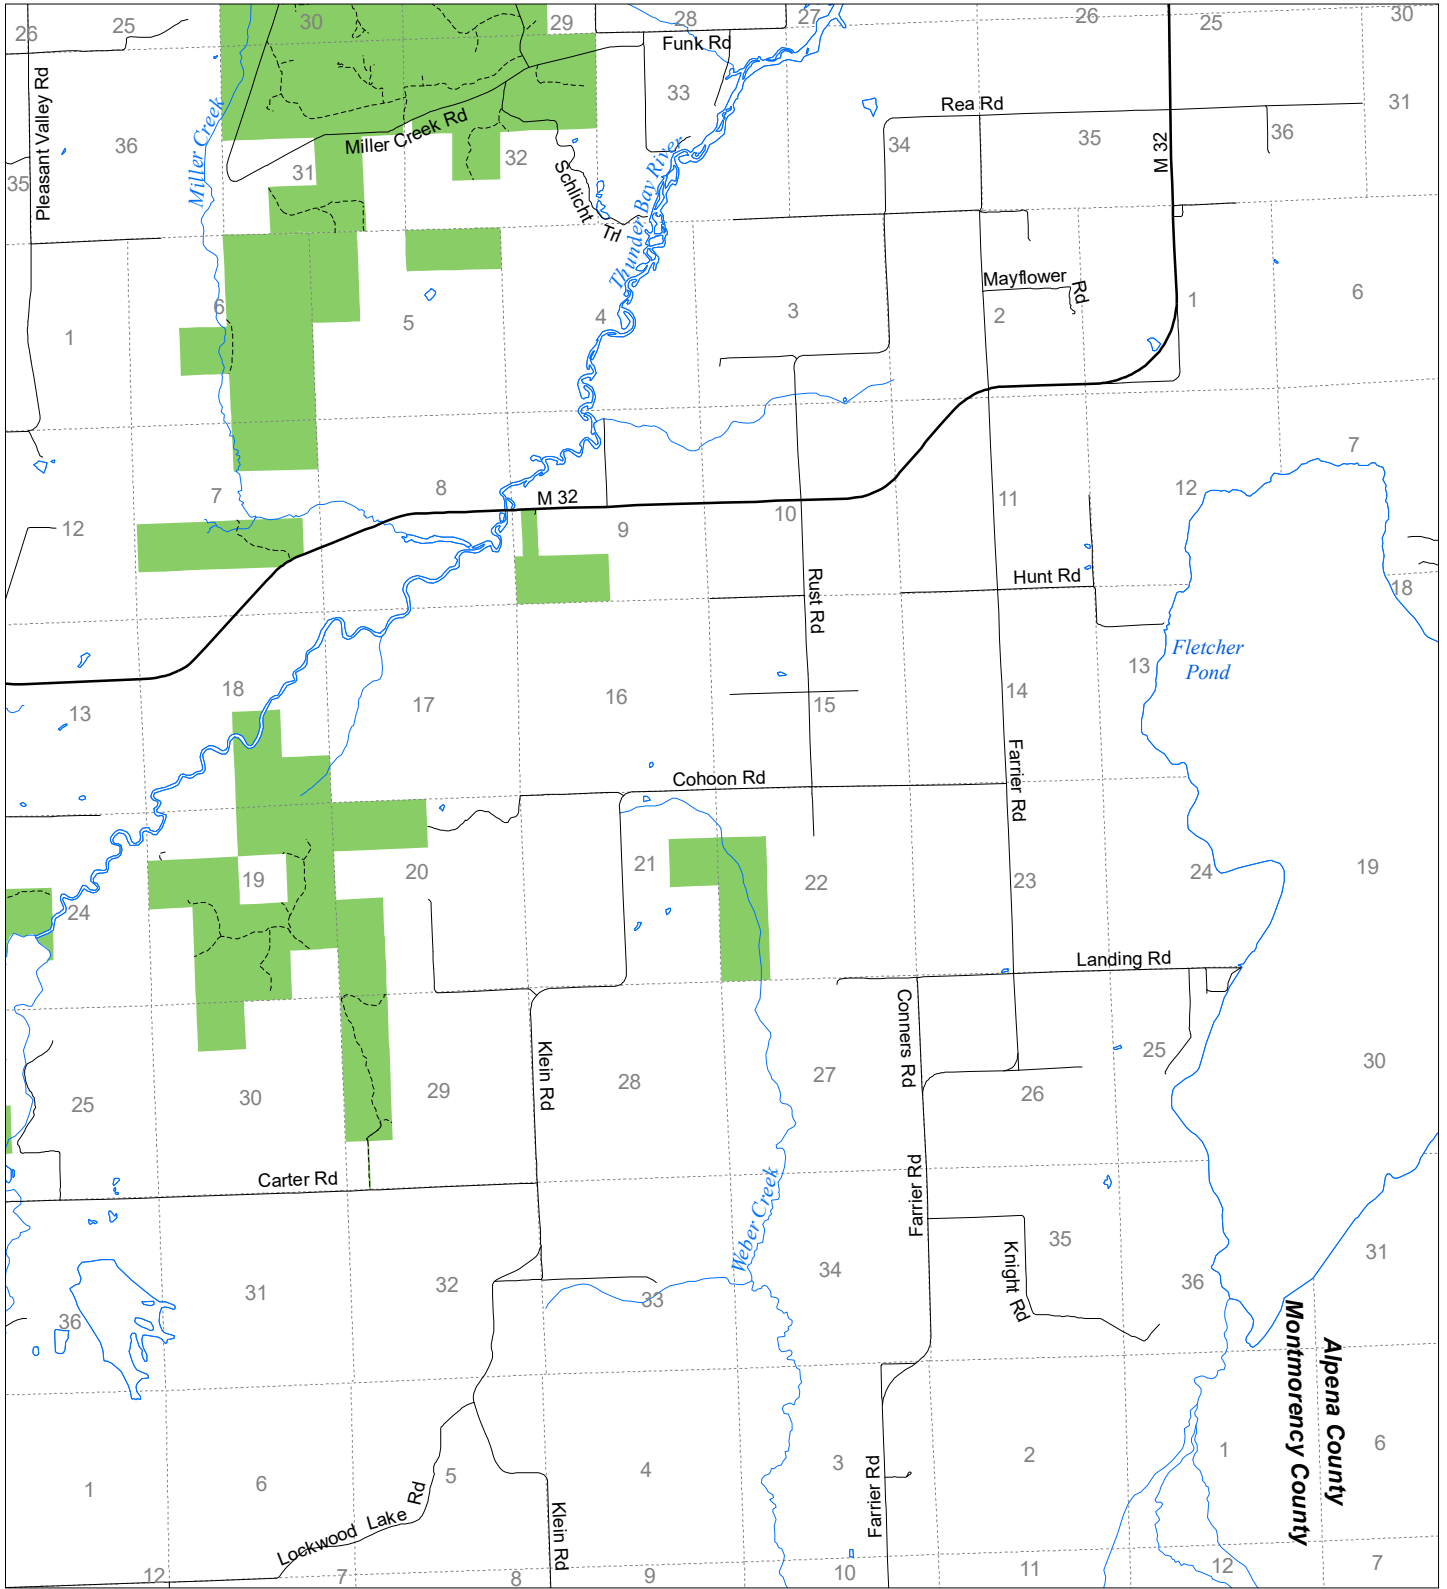 26
25
30
29
28
27
26
25
30
Funk Rd
Pleasant Valley Rd
33
Rea Rd
31
36
Miller Creek
Miller Creek Rd
32
34
35
M 32
36
35
31
Schlicht
Td
Thunder Bay River
Mayflower
Rd
1
6
5
4
3
2
1
6
7
8
M 32
9
10
11
12
7
12
Rust Rd
Hunt Rd
18
Fletcher
Pond
13
18
17
16
15
14
13
Farrier Rd
Cohoon Rd
24
19
20
21
22
23
24
19
Landing Rd
Conners Rd
25
30
29
Klein Rd
28
27
26
25
30
Carter Rd
Farrier Rd
Weber Creek
36
31
32
33
34
35
Knight Rd
36
31
Montmorency County
Alpena County
1
6
5
4
3
2
1
6
Farrier Rd
Lockwood Lake Rd
Klein Rd
12
7
8
9
10
11
12
7